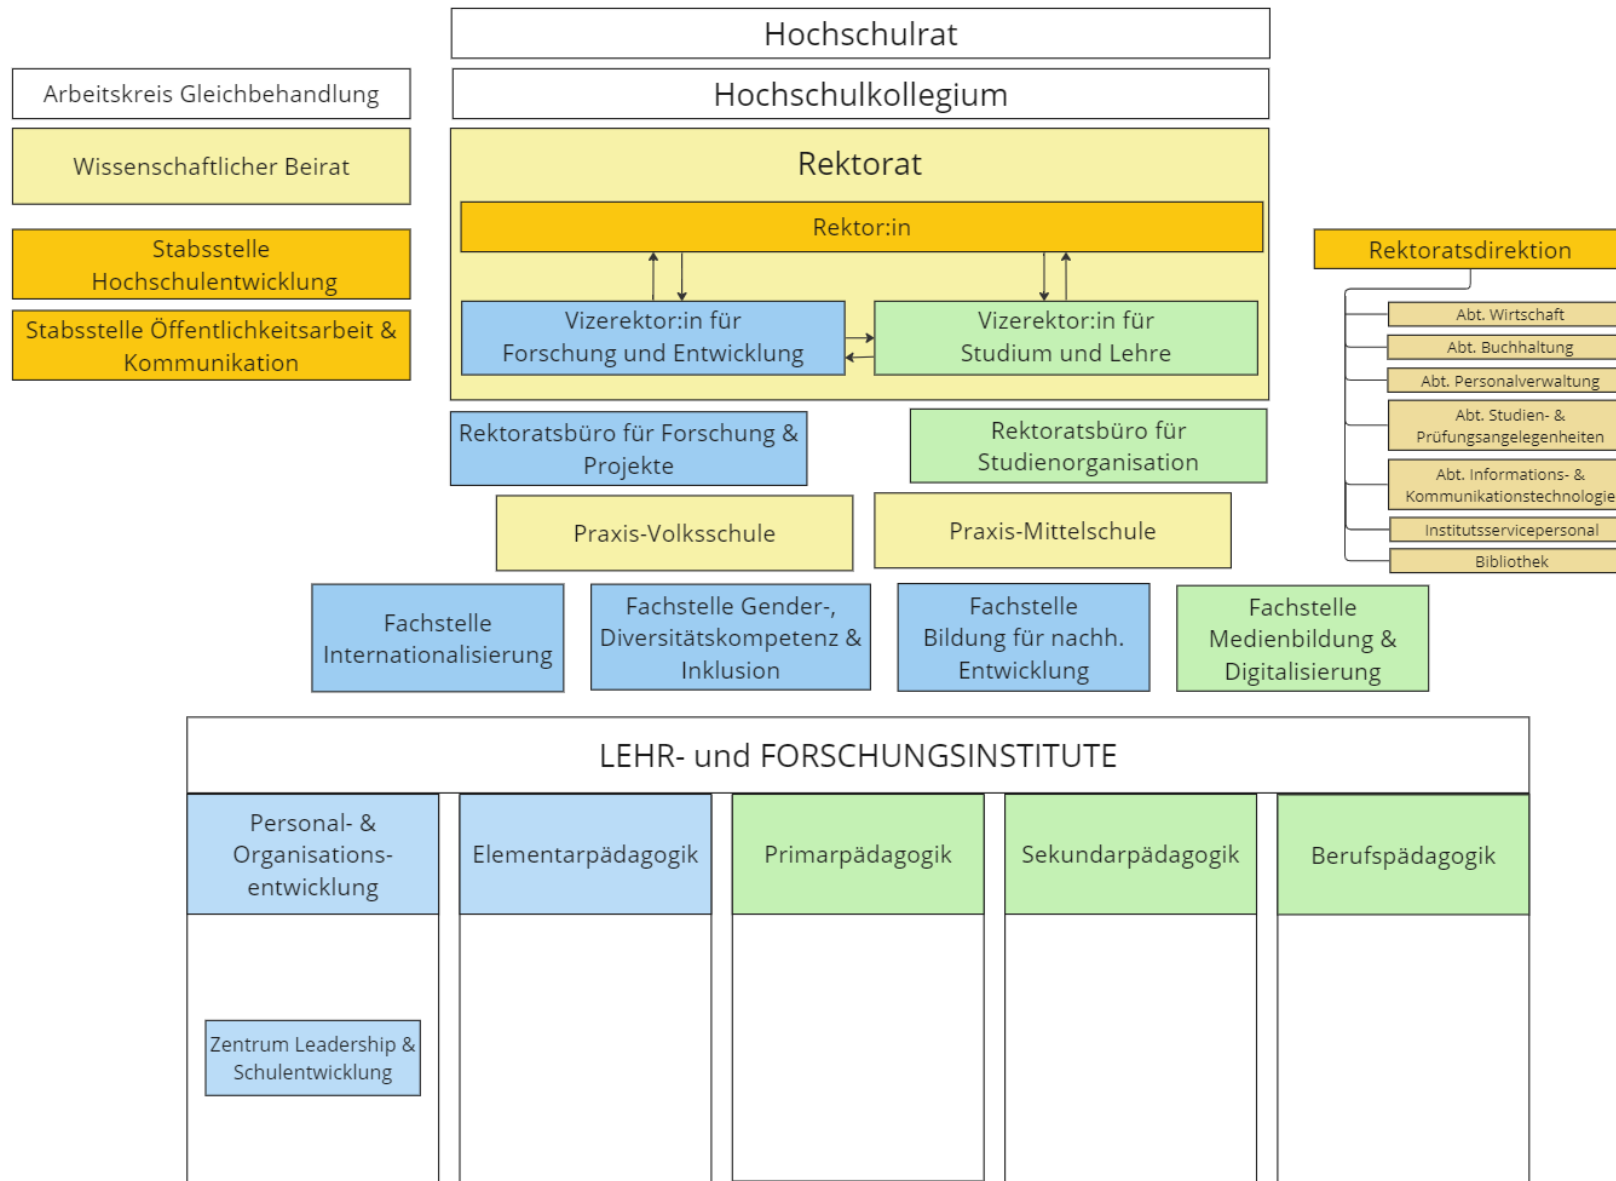 Hochschulrat
Arbeitskreis Gleichbehandlung
Hochschulkollegium
Wissenschaftlicher Beirat
Rektorat
Rektor:in
Stabsstelle
Hochschulentwicklung
Stabsstelle Öffentlichkeitsarbeit &
Kommunikation
Vizerektor:in für
Forschung und Entwicklung
Vizerektor:in für
Studium und Lehre
Rektoratsdirektion
Abt. Wirtschaft
Abt. Buchhaltung
Abt. Personalverwaltung
Abt. Studien- &
Prüfungsangelegenheiten
Abt. Informations- &
Kommunikationstechnologie
Institutsservicepersonal
Bibliothek
Rektoratsbüro für Forschung &
Projekte
Rektoratsbüro für
Studienorganisation
Praxis-Volksschule
Praxis-Mittelschule
Fachstelle
Internationalisierung
Fachstelle Gender-,
Diversitätskompetenz &
Inklusion
Fachstelle
Bildung für nachh.
Entwicklung
Fachstelle
Medienbildung &
Digitalisierung
LEHR- und FORSCHUNGSINSTITUTE
Personal- &
Organisations-
entwicklung
Elementarpädagogik
Primarpädagogik
Sekundarpädagogik
Berufspädagogik
Zentrum Leadership &
Schulentwicklung